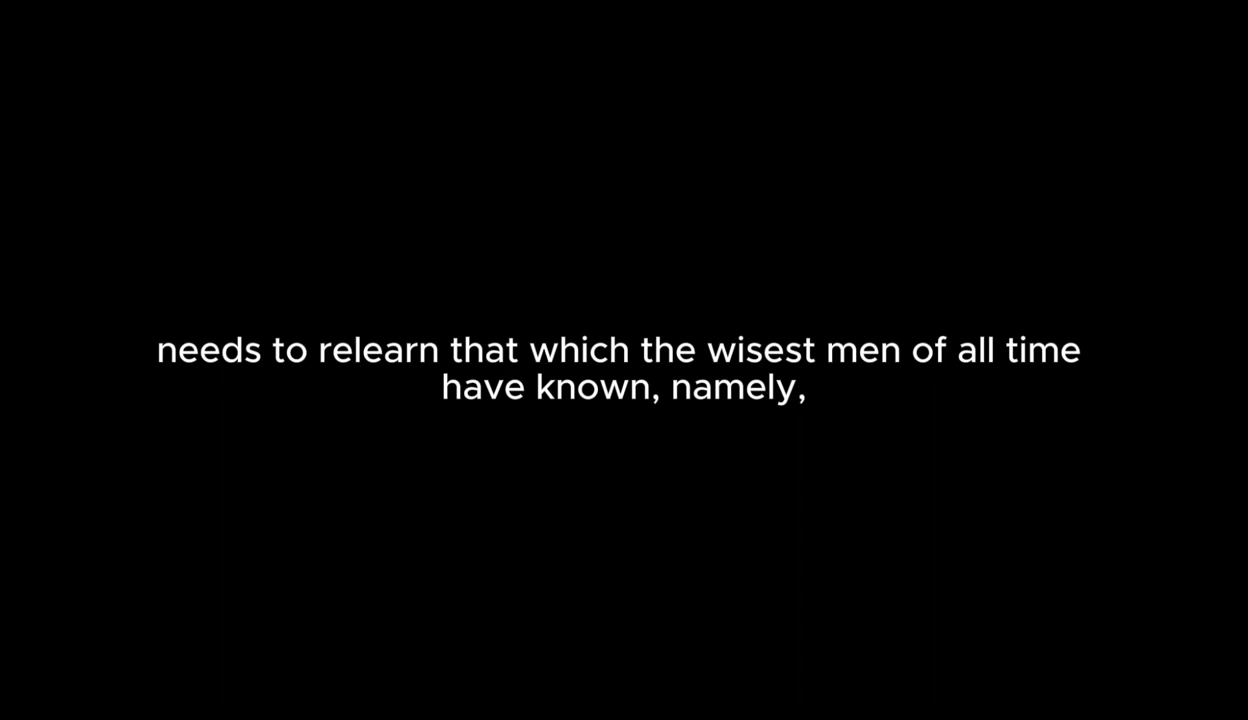 needs to relearn that which the wisest men of all time
have known, namely,